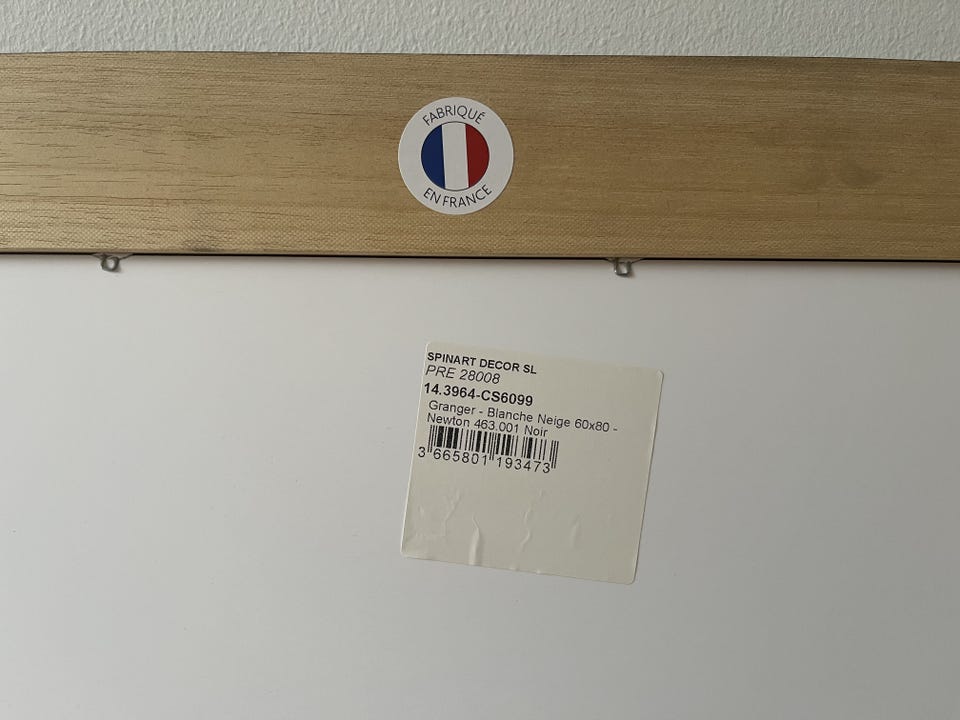 FABRIQUÉ
EN FRANCE
SPINART DECOR SL
PRE 28008
14.3964-CS6099
Granger - Blanche Neige 60x80 -
Newton 463.001 Noir
3 665801 193473